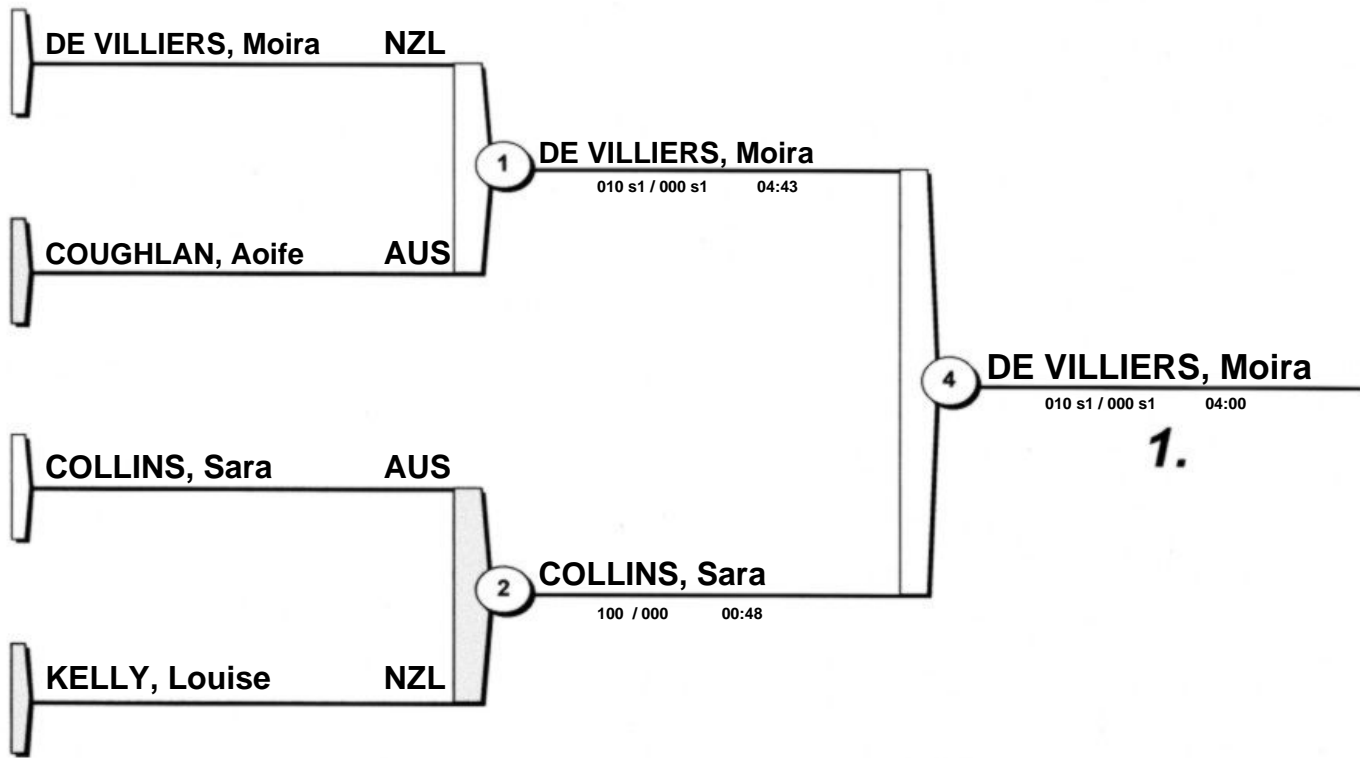 DE VILLIERS, Moira NZL
1 DE VILLIERS, Moira
010 s1 / 000 s1 04:43
COUGHLAN, Aoife AUS
4 DE VILLIERS, Moira
010 s1 / 000 s1 04:00
1.
COLLINS, Sara AUS
2 COLLINS, Sara
100 / 000 00:48
KELLY, Louise NZL